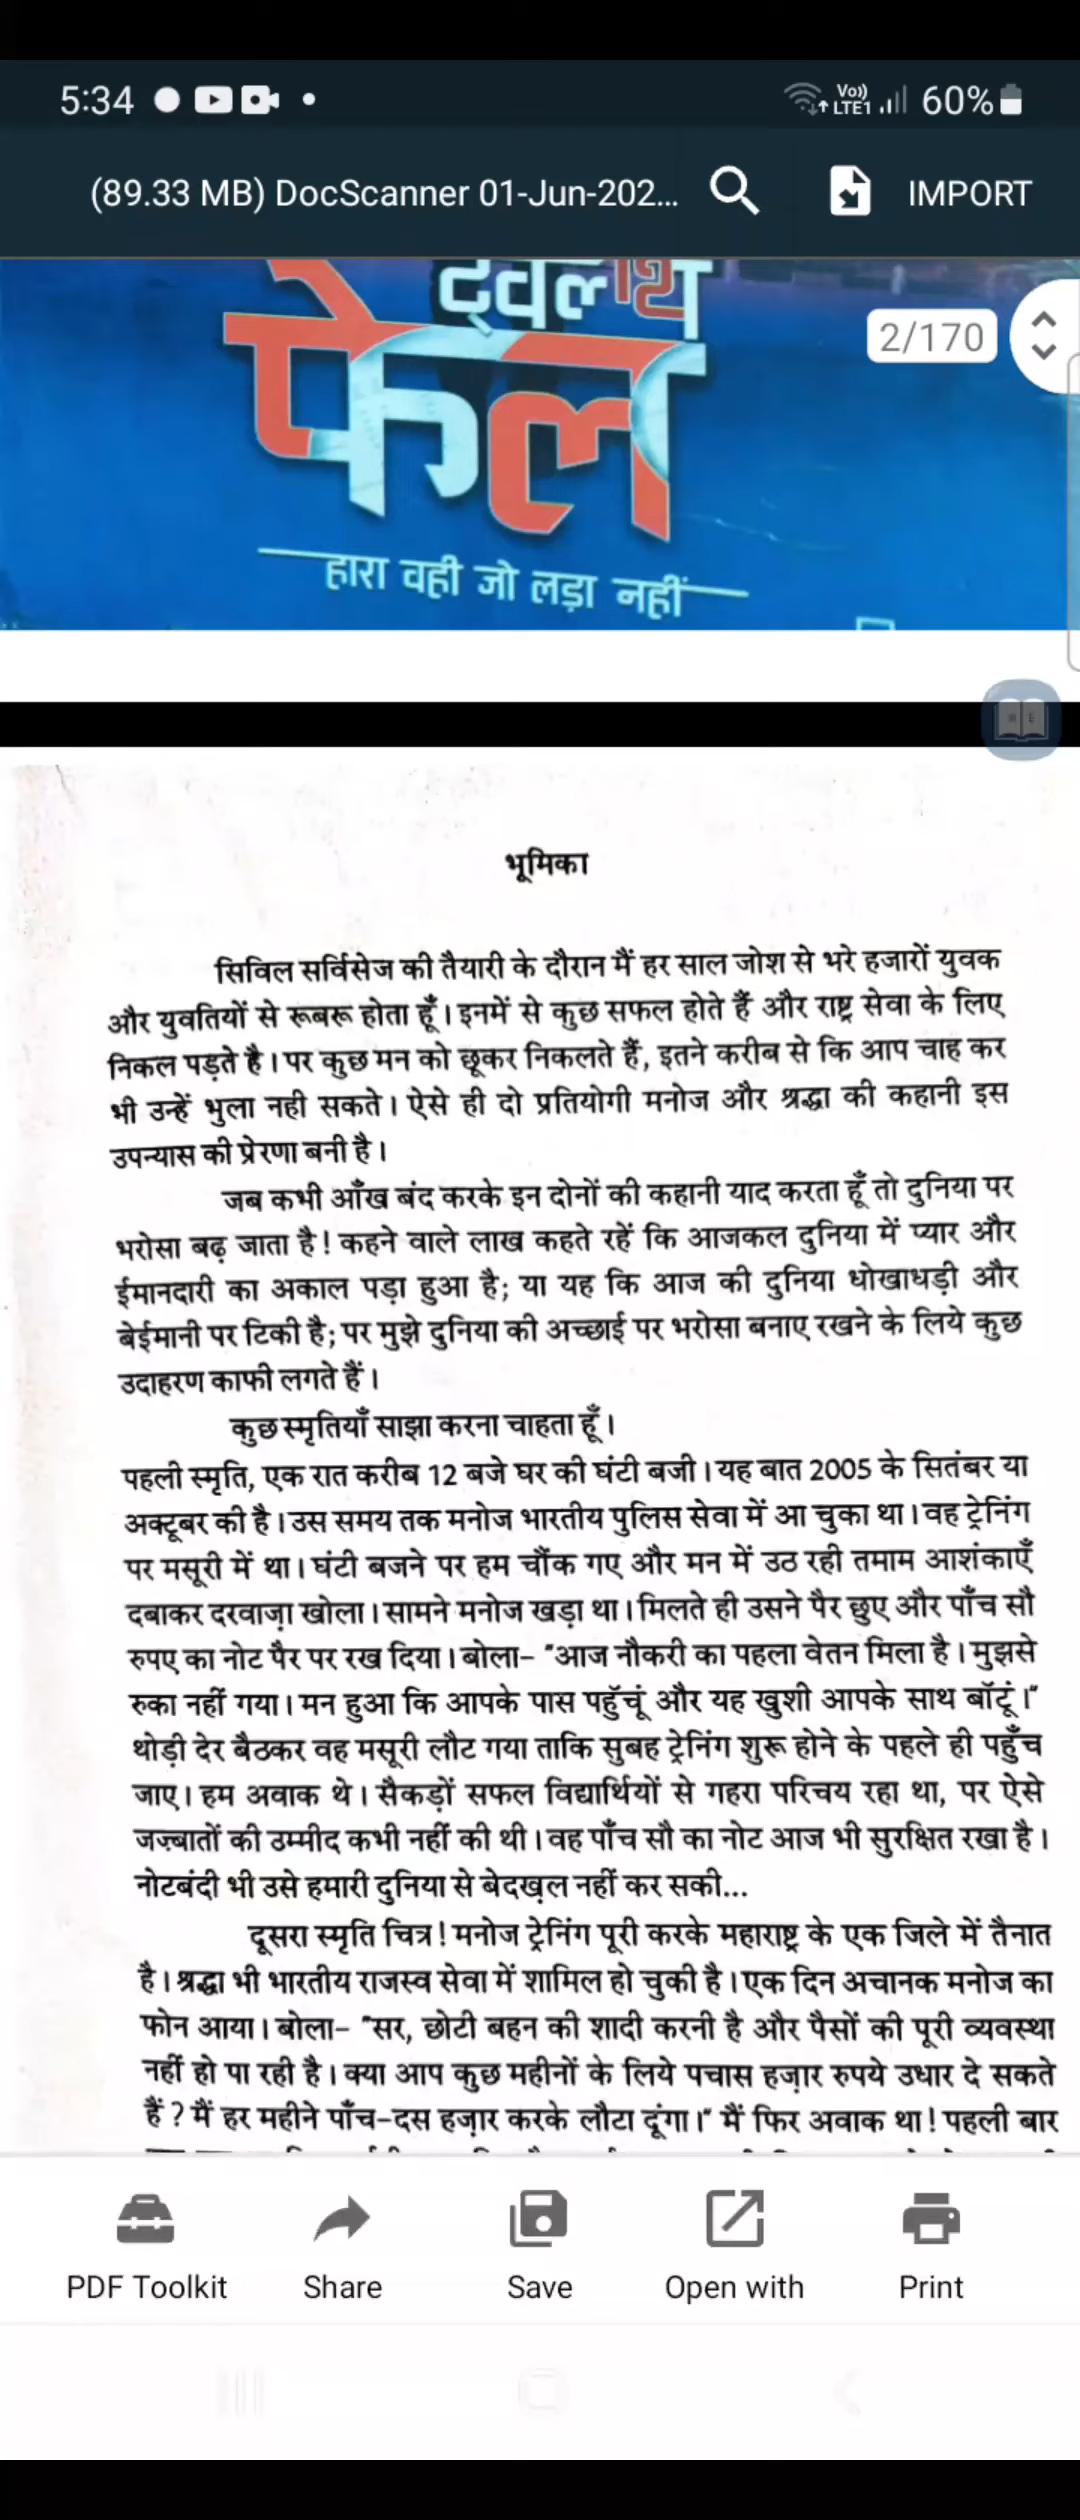 5:34
Vo)) LTE1 60%
(89.33 MB) DocScanner 01-Jun-202... IMPORT
ट्वेल्थ
2/170
फेल
हारा वही जो लड़ा नहीं
भूमिका
सिविल सर्विसेज की तैयारी के दौरान मैं हर साल जोश से भरे हजारों युवक
और युवतियों से रूबरू होता हूँ। इनमें से कुछ सफल होते हैं और राष्ट्र सेवा के लिए
निकल पड़ते है। पर कुछ मन को छूकर निकलते हैं, इतने करीब से कि आप चाह कर
भी उन्हें भुला नही सकते। ऐसे ही दो प्रतियोगी मनोज और श्रद्धा की कहानी इस
उपन्यास की प्रेरणा बनी है।
जब कभी आँख बंद करके इन दोनों की कहानी याद करता हूँ तो दुनिया पर
भरोसा बढ़ जाता है! कहने वाले लाख कहते रहें कि आजकल दुनिया में प्यार और
ईमानदारी का अकाल पड़ा हुआ है; या यह कि आज की दुनिया धोखाधड़ी और
बेईमानी पर टिकी है; पर मुझे दुनिया की अच्छाई पर भरोसा बनाए रखने के लिये कुछ
उदाहरण काफी लगते हैं।
कुछ स्मृतियाँ साझा करना चाहता हूँ।
पहली स्मृति, एक रात करीब 12 बजे घर की घंटी बजी। यह बात 2005 के सितंबर या
अक्टूबर की है। उस समय तक मनोज भारतीय पुलिस सेवा में आ चुका था। वह ट्रेनिंग
पर मसूरी में था। घंटी बजने पर हम चौंक गए और मन में उठ रही तमाम आशंकाएँ
दबाकर दरवाज़ा खोला। सामने मनोज खड़ा था। मिलते ही उसने पैर छुए और पाँच सौ
रुपए का नोट पैर पर रख दिया। बोला– "आज नौकरी का पहला वेतन मिला है। मुझसे
रुका नहीं गया। मन हुआ कि आपके पास पहुँचूं और यह खुशी आपके साथ बॉटूं।"
थोड़ी देर बैठकर वह मसूरी लौट गया ताकि सुबह ट्रेनिंग शुरू होने के पहले ही पहुँच
जाए। हम अवाक थे। सैकड़ों सफल विद्यार्थियों से गहरा परिचय रहा था, पर ऐसे
जज़्बातों की उम्मीद कभी नहीं की थी। वह पाँच सौ का नोट आज भी सुरक्षित रखा है।
नोटबंदी भी उसे हमारी दुनिया से बेदख़ल नहीं कर सकी...
दूसरा स्मृति चित्र! मनोज ट्रेनिंग पूरी करके महाराष्ट्र के एक जिले में तैनात
है। श्रद्धा भी भारतीय राजस्व सेवा में शामिल हो चुकी है। एक दिन अचानक मनोज का
फोन आया। बोला– "सर, छोटी बहन की शादी करनी है और पैसों की पूरी व्यवस्था
नहीं हो पा रही है। क्या आप कुछ महीनों के लिये पचास हज़ार रुपये उधार दे सकते
हैं? मैं हर महीने पाँच–दस हज़ार करके लौटा दूंगा।" मैं फिर अवाक था! पहली बार
PDF Toolkit Share Save Open with Print